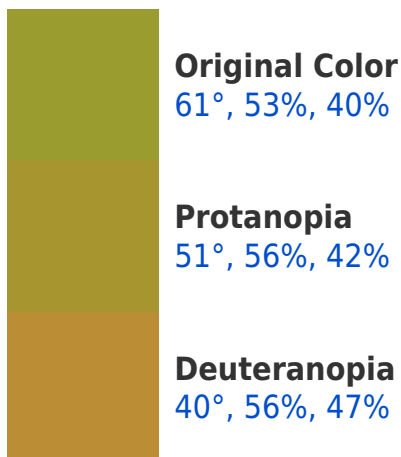 Original Color
61°, 53%, 40%
Protanopia
51°, 56%, 42%
Deuteranopia
40°, 56%, 47%